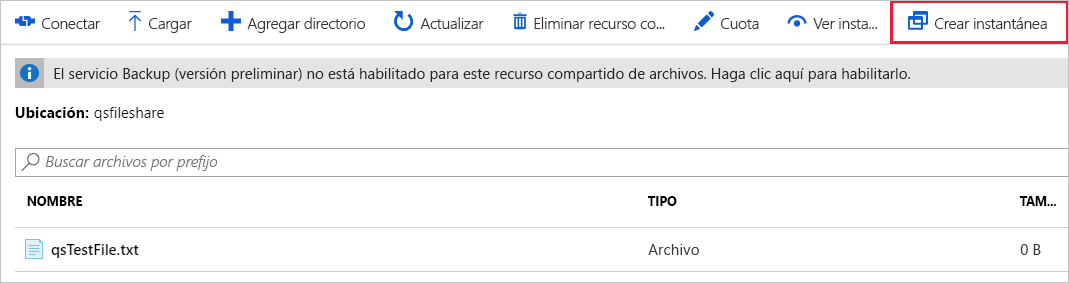 Conectar Cargar Agregar directorio Actualizar Eliminar recurso co... Cuota Ver insta... Crear instantánea
El servicio Backup (versión preliminar) no está habilitado para este recurso compartido de archivos. Haga clic aquí para habilitarlo.
Ubicación: qsfileshare
Buscar archivos por prefijo
NOMBRE TIPO TAM...
qsTestFile.txt Archivo 0 B